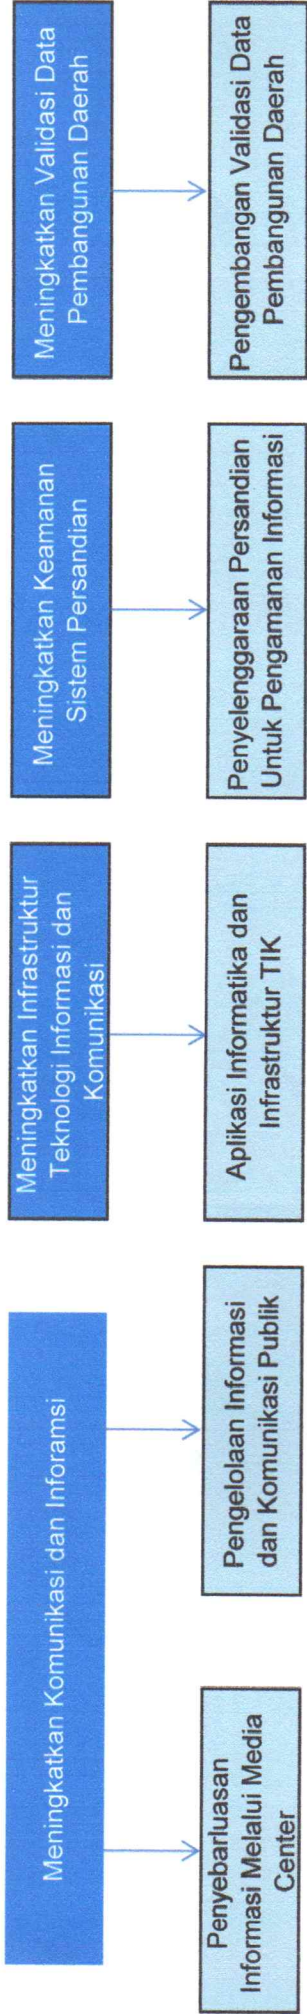 Meningkatkan Komunikasi dan Inforamsi
Meningkatkan Infrastruktur
Teknologi Informasi dan
Komunikasi
Meningkatkan Keamanan
Sistem Persandian
Meningkatkan Validasi Data
Pembangunan Daerah
Penyebarluasan
Informasi Melalui Media
Center
Pengelolaan Informasi
dan Komunikasi Publik
Aplikasi Informatika dan
Infrastruktur TIK
Penyelenggaraan Persandian
Untuk Pengamanan Informasi
Pengembangan Validasi Data
Pembangunan Daerah